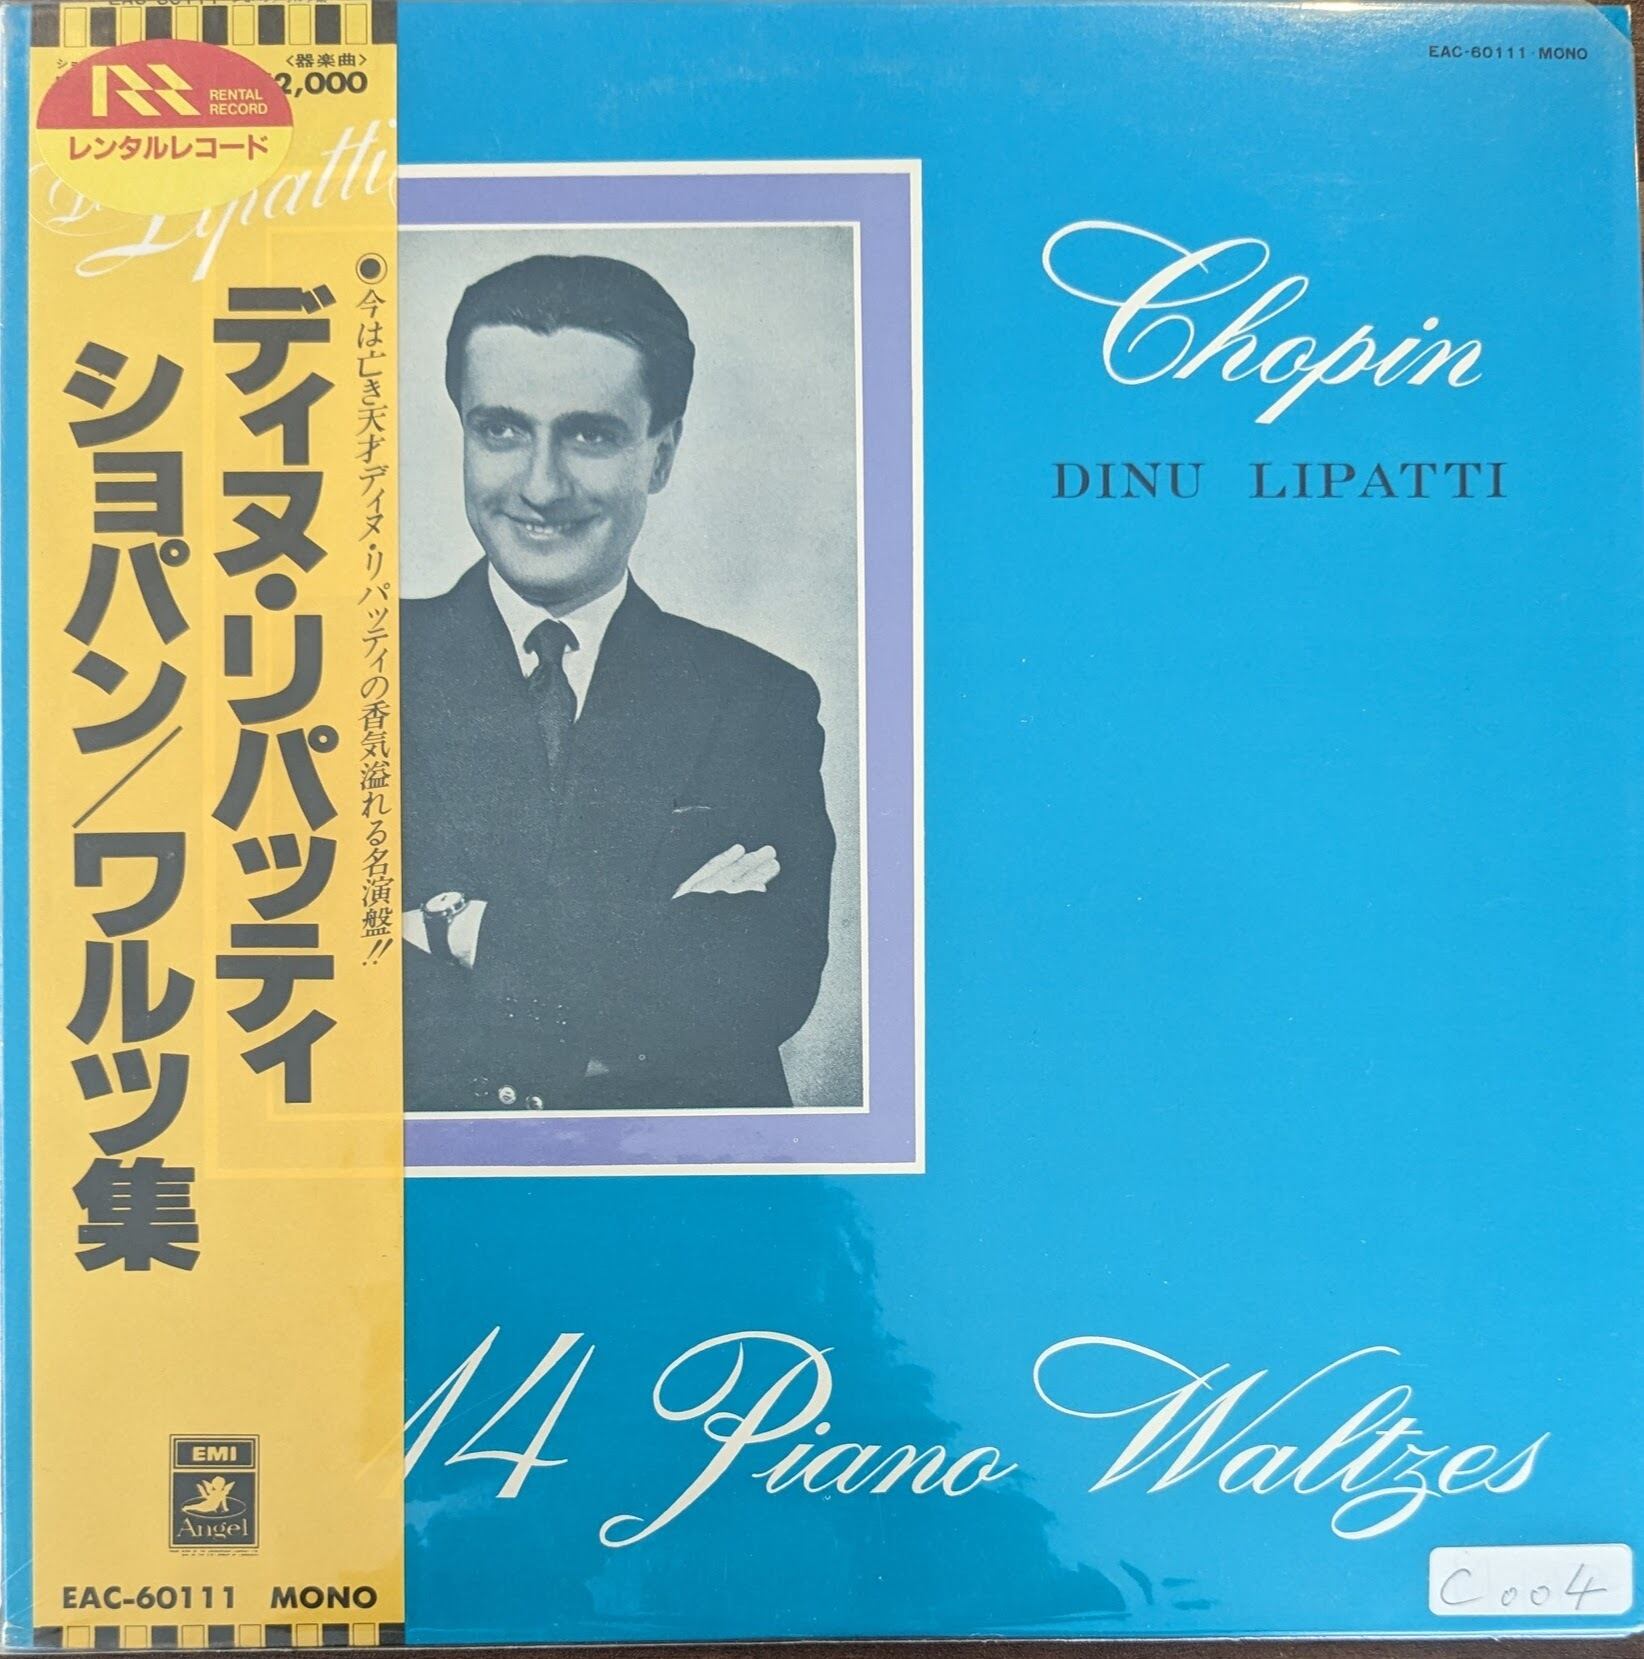 EAC-60111·MONO
〈器楽曲〉
2,000
RENTAL
RECORD
レンタルレコード
Lipatti
●今は亡き天才ディヌ・リパッティの香気溢れる名演盤!!
ディヌ・リパッティ
ショパン/ワルツ集
Chopin
DINU LIPATTI
14 Piano Waltzes
EMI
Angel
EAC-60111 MONO
C004